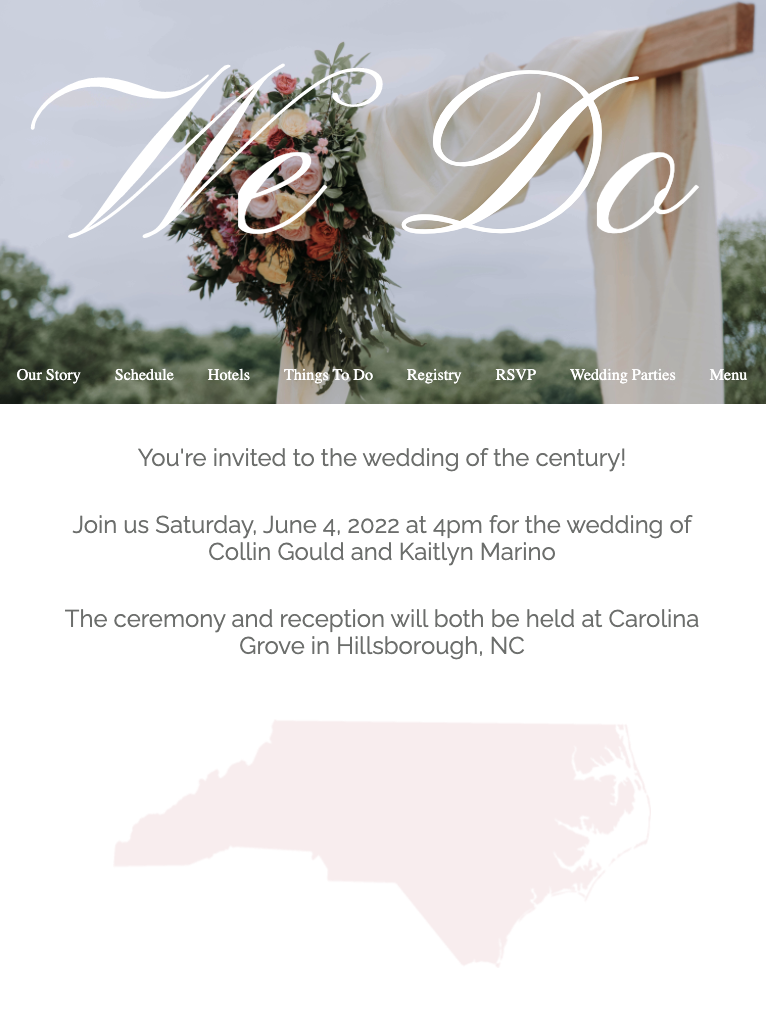 We Do
Our Story Schedule Hotels Things To Do Registry RSVP Wedding Parties Menu
You're invited to the wedding of the century!
Join us Saturday, June 4, 2022 at 4pm for the wedding of
Collin Gould and Kaitlyn Marino
The ceremony and reception will both be held at Carolina
Grove in Hillsborough, NC